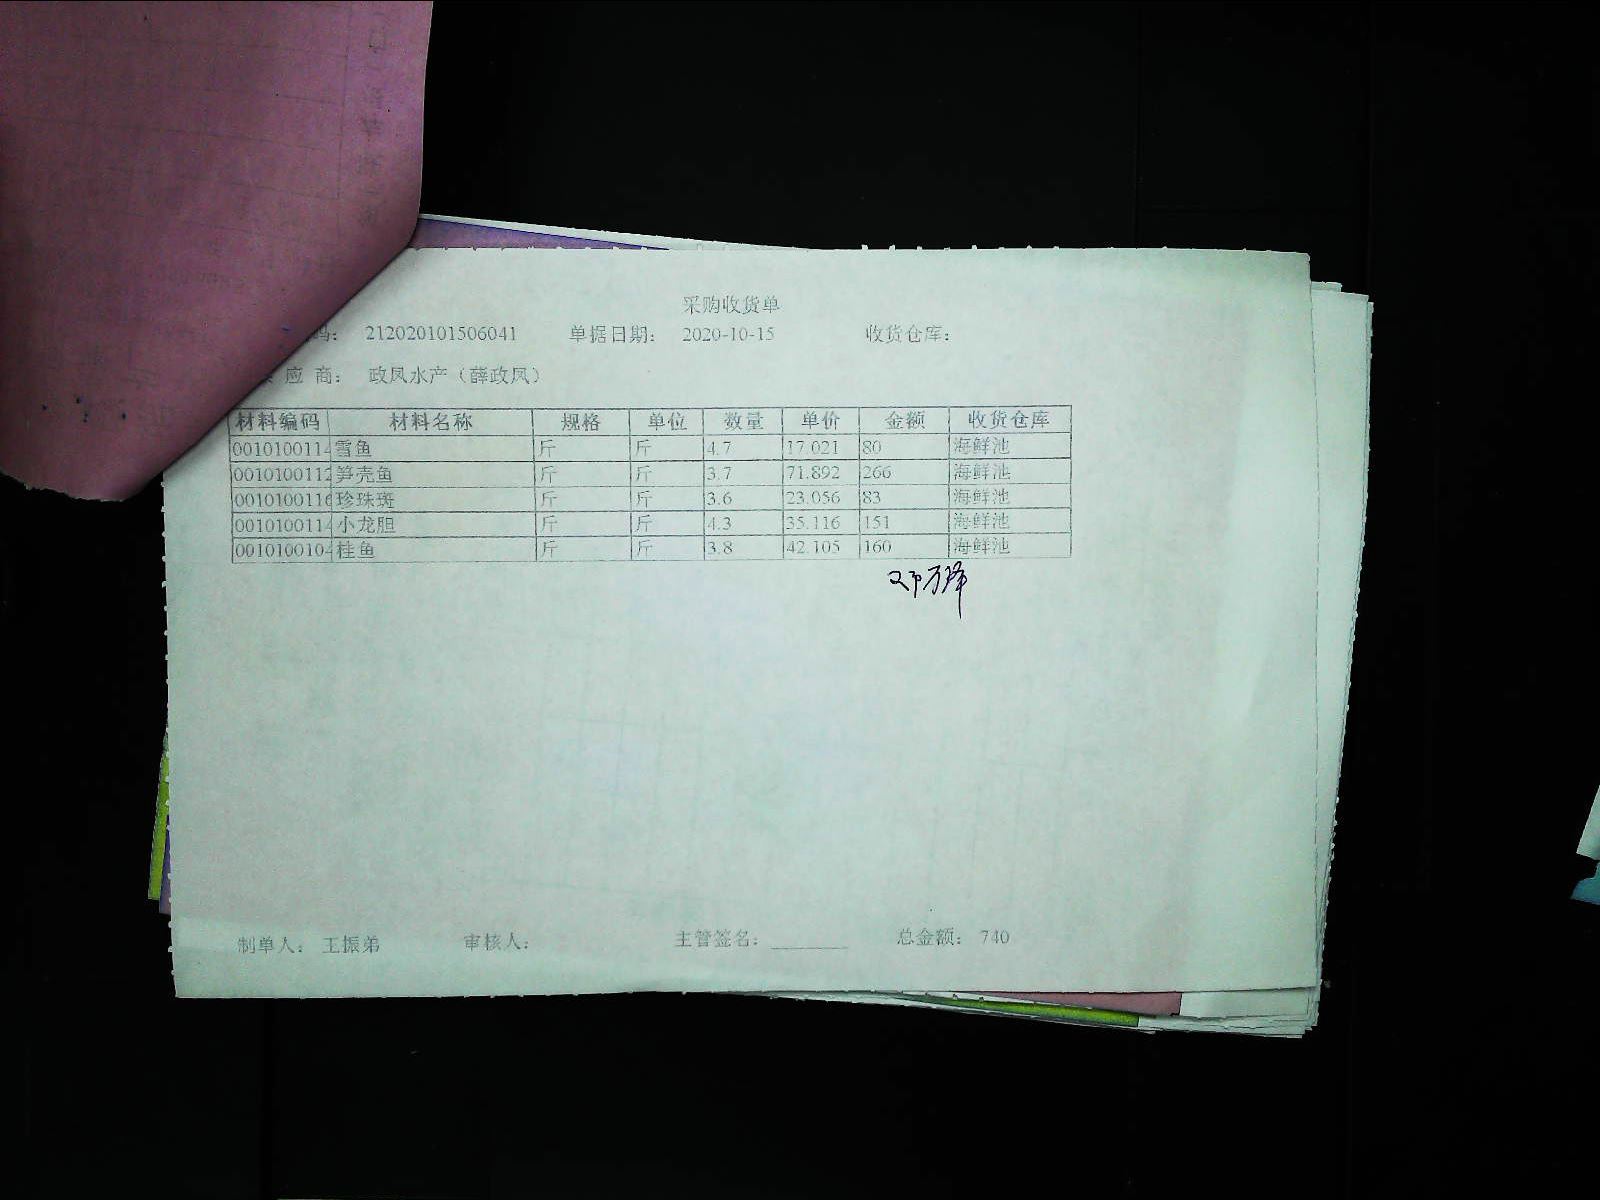 采购收货单
码： 212020101506041 单据日期： 2020-10-15 收货仓库：
应 商： 政凤水产（薛政凤）
材料编码 材料名称 规格 单位 数量 单价 金额 收货仓库
0010100114 雪鱼 斤 斤 4.7 17.021 80 海鲜池
0010100112 笋壳鱼 斤 斤 3.7 71.892 266 海鲜池
0010100116 珍珠斑 斤 斤 3.6 23.056 83 海鲜池
0010100114 小龙胆 斤 斤 4.3 35.116 151 海鲜池
0010100104 桂鱼 斤 斤 3.8 42.105 160 海鲜池
制单人： 王振弟 审核人： 主管签名： 总金额： 740